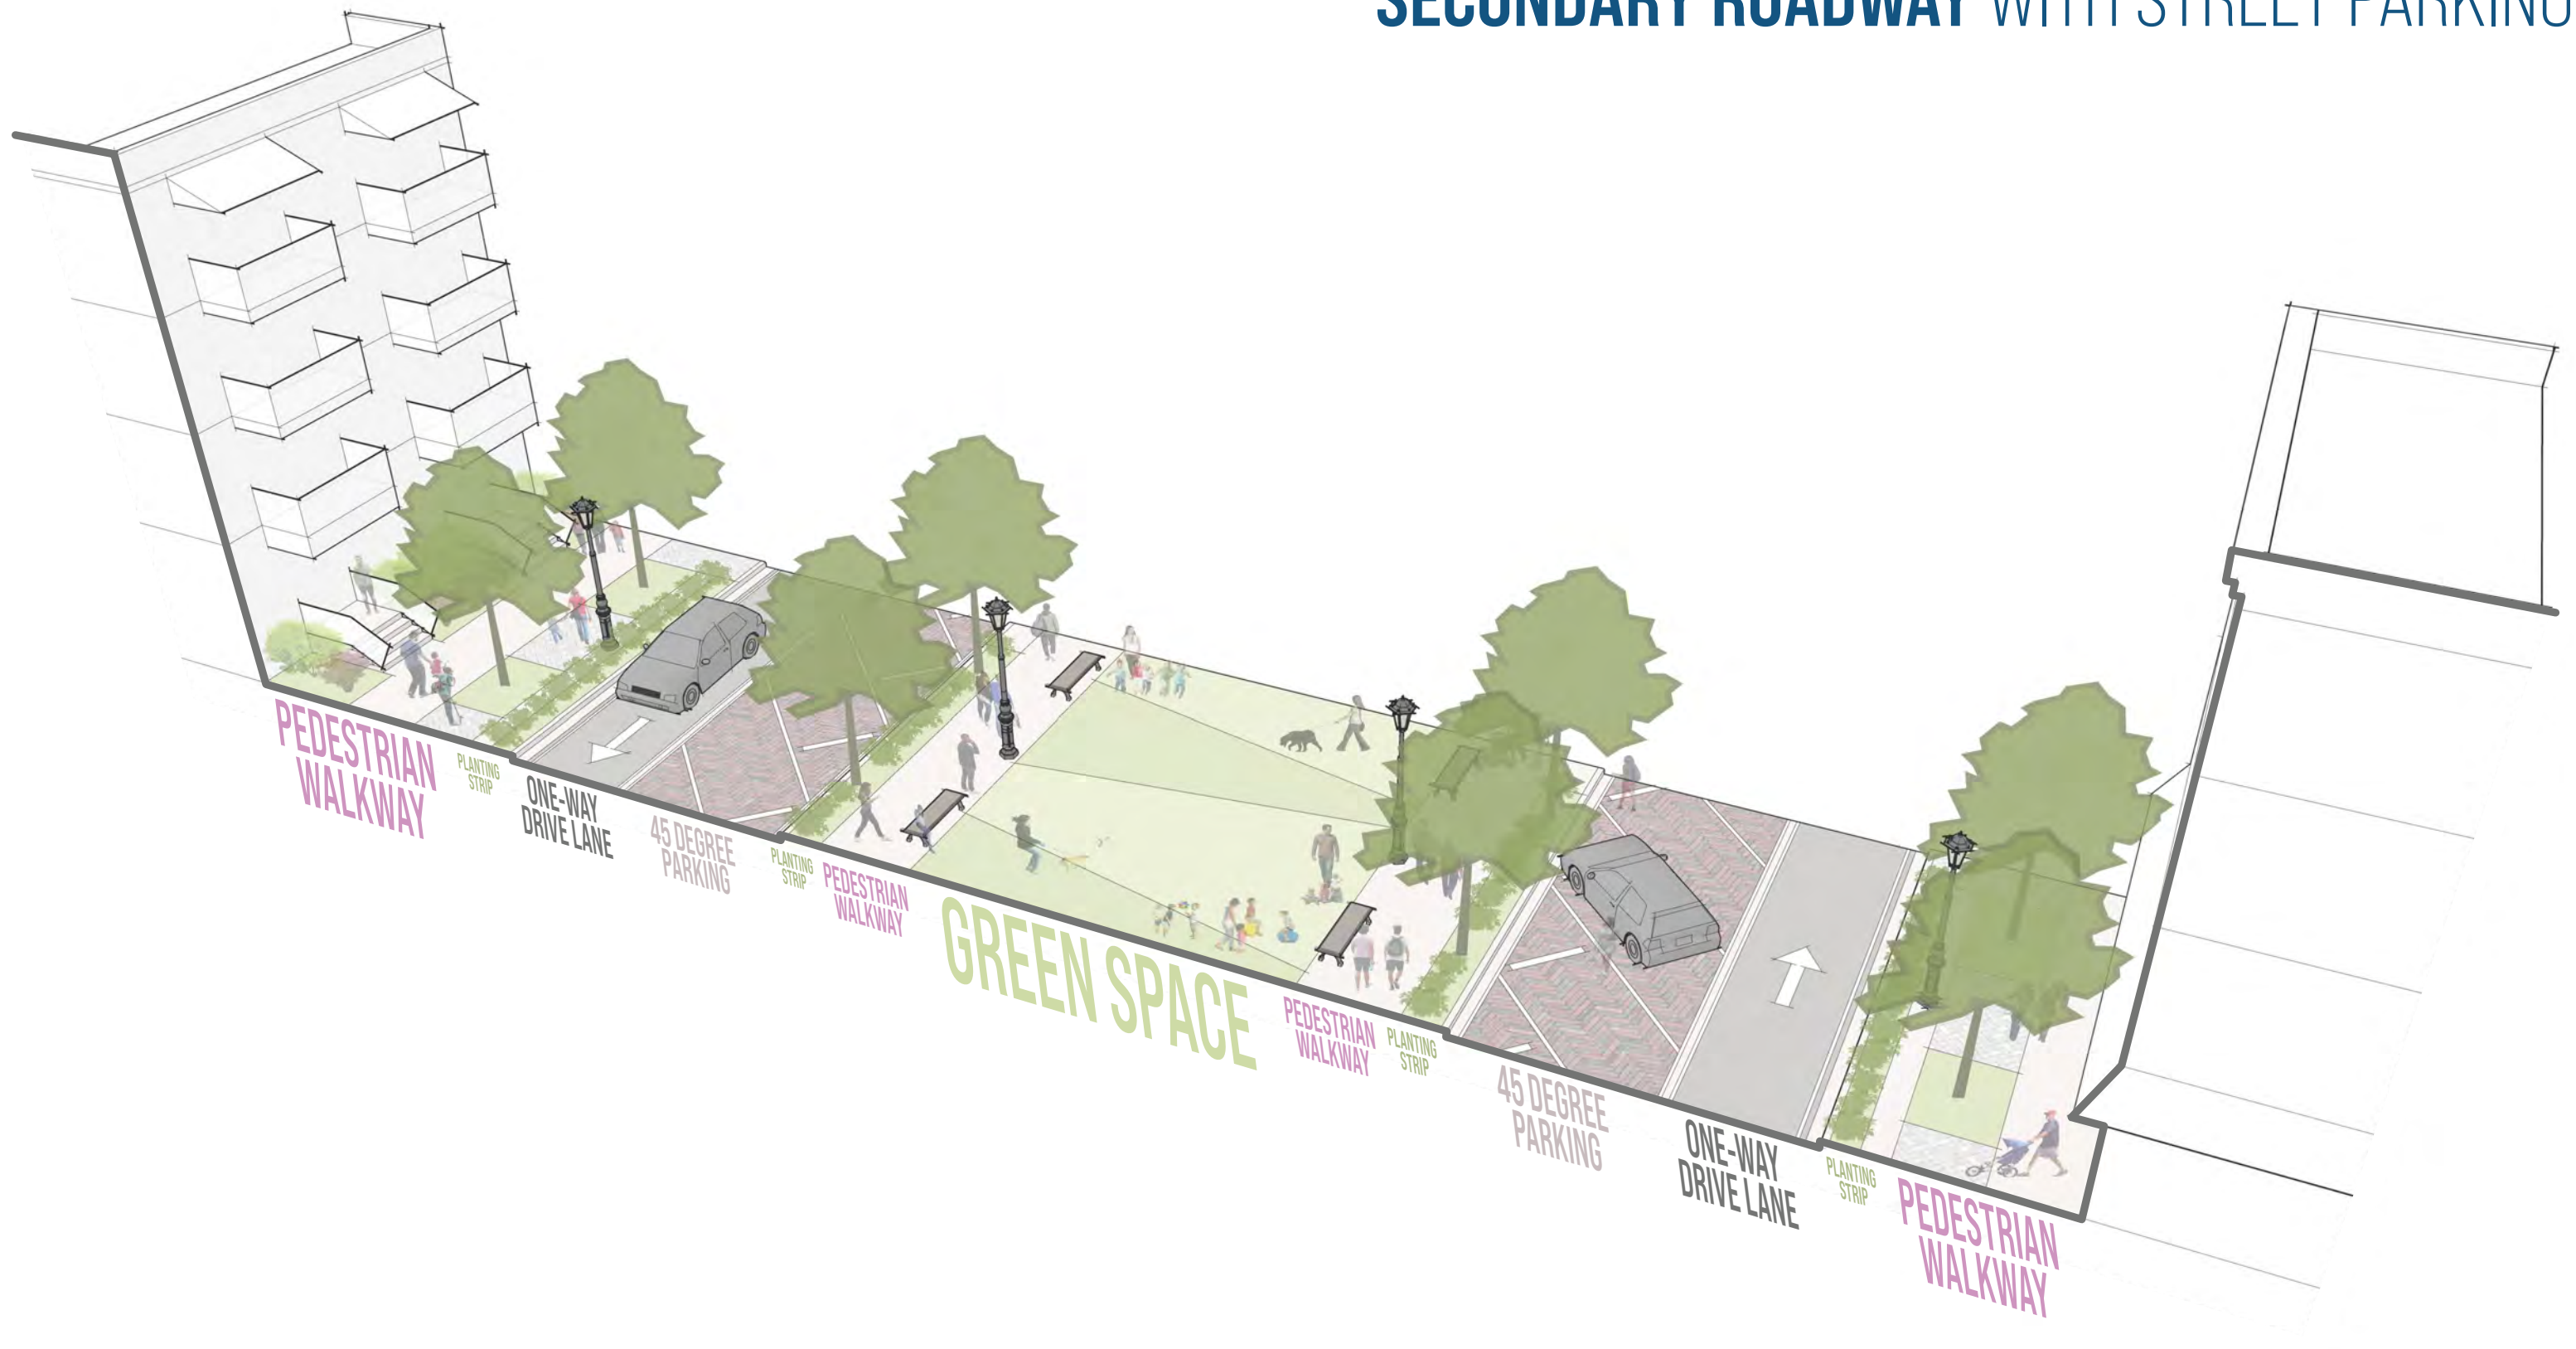 SECONDARY ROADWAY WITH STREET PARKING
PEDESTRIAN
WALKWAY
PLANTING
STRIP
ONE-WAY
DRIVE LANE
45 DEGREE
PARKING
PLANTING
STRIP
PEDESTRIAN
WALKWAY
GREEN SPACE
PEDESTRIAN
WALKWAY
PLANTING
STRIP
45 DEGREE
PARKING
ONE-WAY
DRIVE LANE
PLANTING
STRIP
PEDESTRIAN
WALKWAY